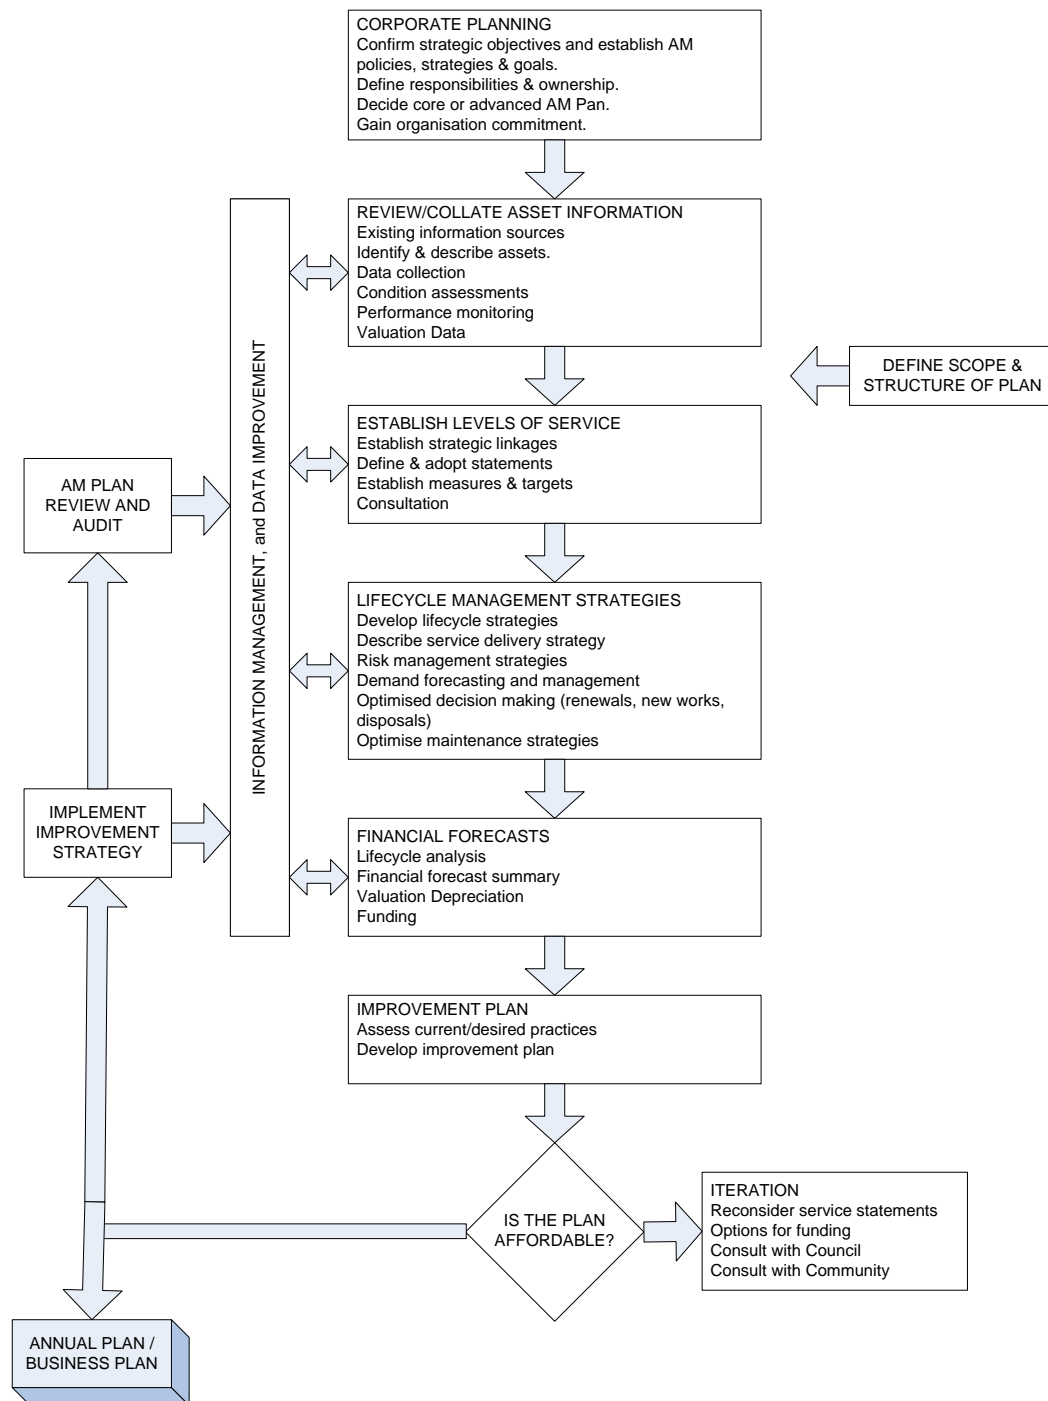 CORPORATE PLANNING
Confirm strategic objectives and establish AM
policies, strategies & goals.
Define responsibilities & ownership.
Decide core or advanced AM Pan.
Gain organisation commitment.
REVIEW/COLLATE ASSET INFORMATION
Existing information sources
Identify & describe assets.
Data collection
Condition assessments
Performance monitoring
Valuation Data
DEFINE SCOPE &
STRUCTURE OF PLAN
INFORMATION MANAGEMENT, and DATA IMPROVEMENT
ESTABLISH LEVELS OF SERVICE
Establish strategic linkages
Define & adopt statements
Establish measures & targets
Consultation
AM PLAN
REVIEW AND
AUDIT
LIFECYCLE MANAGEMENT STRATEGIES
Develop lifecycle strategies
Describe service delivery strategy
Risk management strategies
Demand forecasting and management
Optimised decision making (renewals, new works,
disposals)
Optimise maintenance strategies
IMPLEMENT
IMPROVEMENT
STRATEGY
FINANCIAL FORECASTS
Lifecycle analysis
Financial forecast summary
Valuation Depreciation
Funding
IMPROVEMENT PLAN
Assess current/desired practices
Develop improvement plan
IS THE PLAN
AFFORDABLE?
ITERATION
Reconsider service statements
Options for funding
Consult with Council
Consult with Community
ANNUAL PLAN /
BUSINESS PLAN